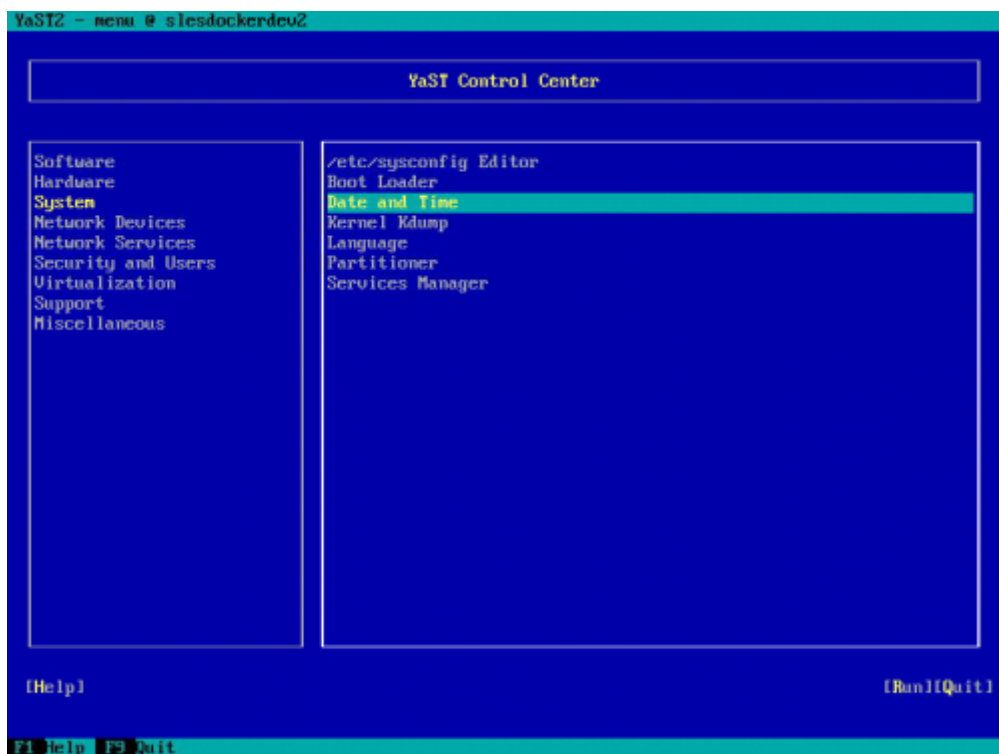 YaST2 - menu @ slesdockerdev2
YaST Control Center
Software
Hardware
System
Network Devices
Network Services
Security and Users
Virtualization
Support
Miscellaneous
/etc/sysconfig Editor
Boot Loader
Date and Time
Kernel Kdump
Language
Partitioner
Services Manager
[Help] [Run][Quit]
F1 Help F9 Quit